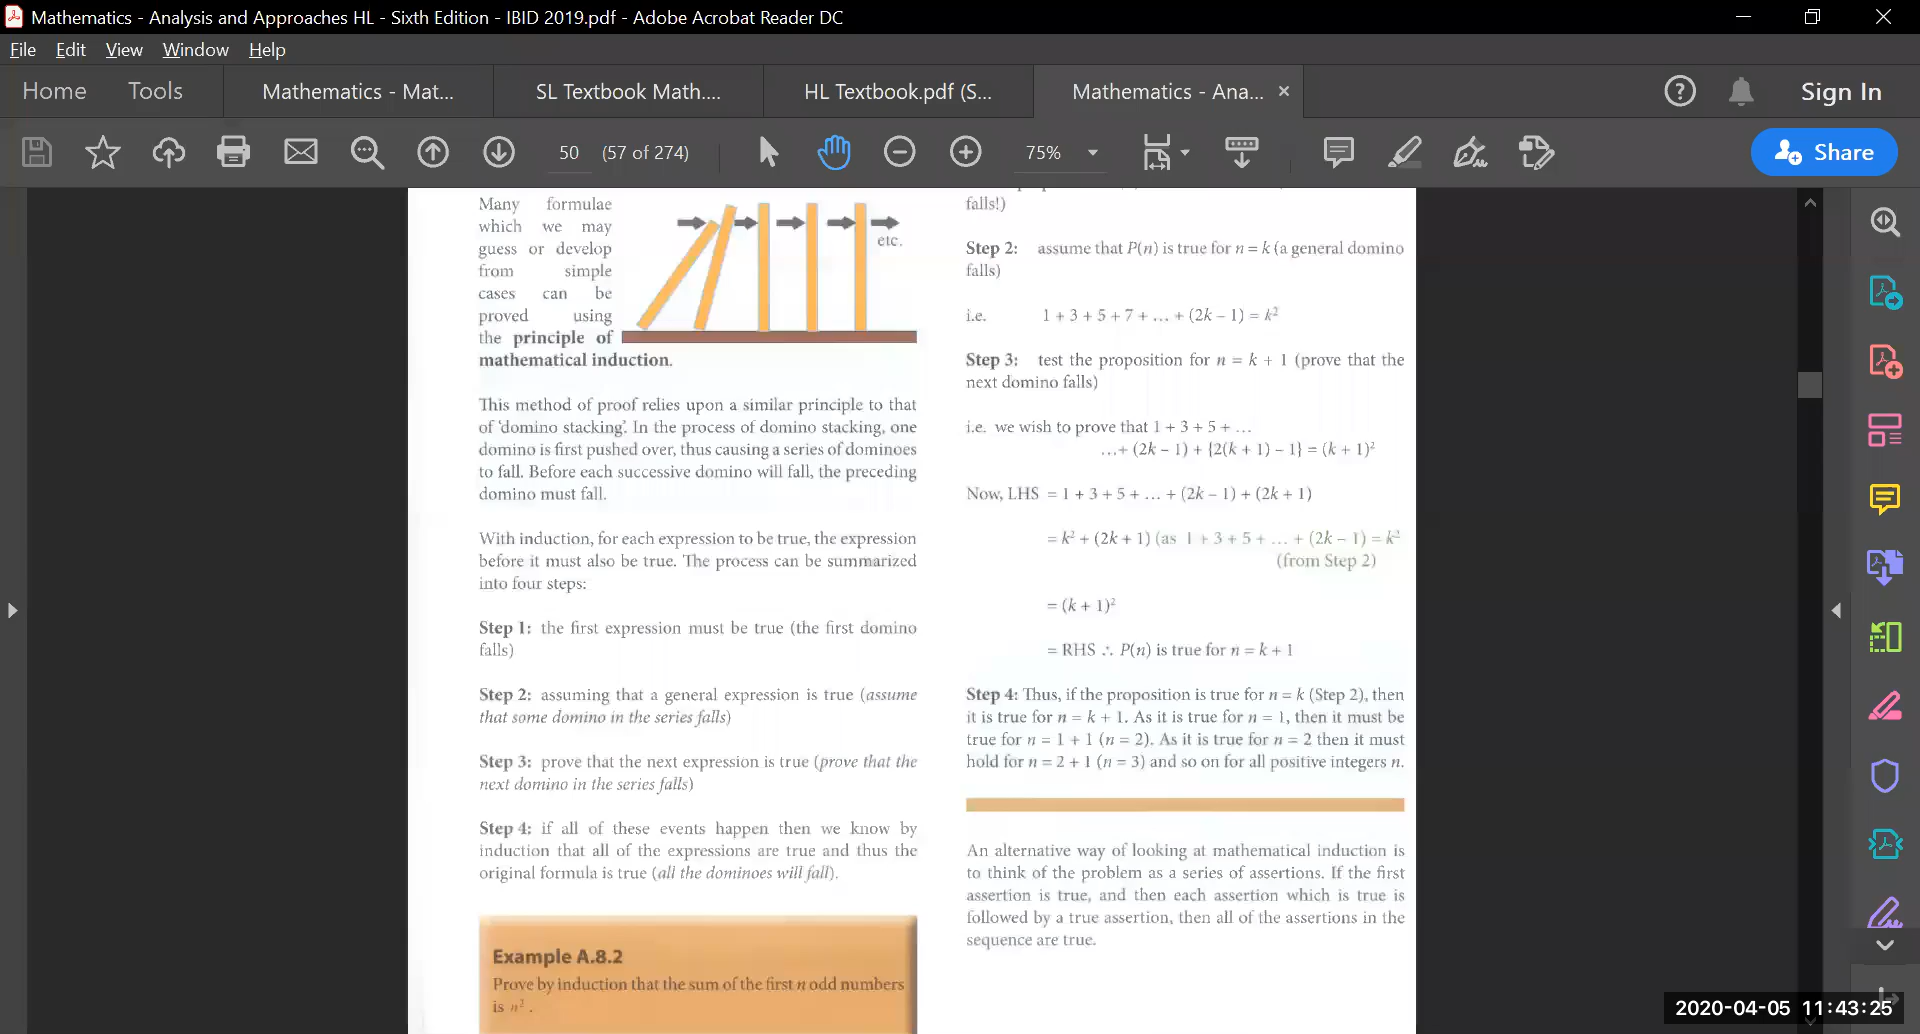 Mathematics - Analysis and Approaches HL - Sixth Edition - IBID 2019.pdf - Adobe Acrobat Reader DC
File Edit View Window Help
Home Tools Mathematics - Mat... SL Textbook Math.... HL Textbook.pdf (S... Mathematics - Ana... × Sign In
50 (57 of 274) 75% Share
Many formulae
which we may
guess or develop
from simple
cases can be
proved using
the principle of
mathematical induction.
etc.
This method of proof relies upon a similar principle to that
of 'domino stacking'. In the process of domino stacking, one
domino is first pushed over, thus causing a series of dominoes
to fall. Before each successive domino will fall, the preceding
domino must fall.
With induction, for each expression to be true, the expression
before it must also be true. The process can be summarized
into four steps:
Step 1: the first expression must be true (the first domino
falls)
Step 2: assuming that a general expression is true (assume
that some domino in the series falls)
Step 3: prove that the next expression is true (prove that the
next domino in the series falls)
Step 4: if all of these events happen then we know by
induction that all of the expressions are true and thus the
original formula is true (all the dominoes will fall).
Example A.8.2
Prove by induction that the sum of the first n odd numbers
is n².
falls!)
Step 2: assume that P(n) is true for n = k (a general domino
falls)
i.e. 1 + 3 + 5 + 7 + ... + (2k – 1) = k²
Step 3: test the proposition for n = k + 1 (prove that the
next domino falls)
i.e. we wish to prove that 1 + 3 + 5 + ...
...+ (2k – 1) + {2(k + 1) – 1} = (k + 1)²
Now, LHS = 1 + 3 + 5 + ... + (2k – 1) + (2k + 1)
= k² + (2k + 1) (as 1 + 3 + 5 + ... + (2k – 1) = k²
(from Step 2)
= (k + 1)²
= RHS ∴ P(n) is true for n = k + 1
Step 4: Thus, if the proposition is true for n = k (Step 2), then
it is true for n = k + 1. As it is true for n = 1, then it must be
true for n = 1 + 1 (n = 2). As it is true for n = 2 then it must
hold for n = 2 + 1 (n = 3) and so on for all positive integers n.
An alternative way of looking at mathematical induction is
to think of the problem as a series of assertions. If the first
assertion is true, and then each assertion which is true is
followed by a true assertion, then all of the assertions in the
sequence are true.
2020-04-05 11:43:25